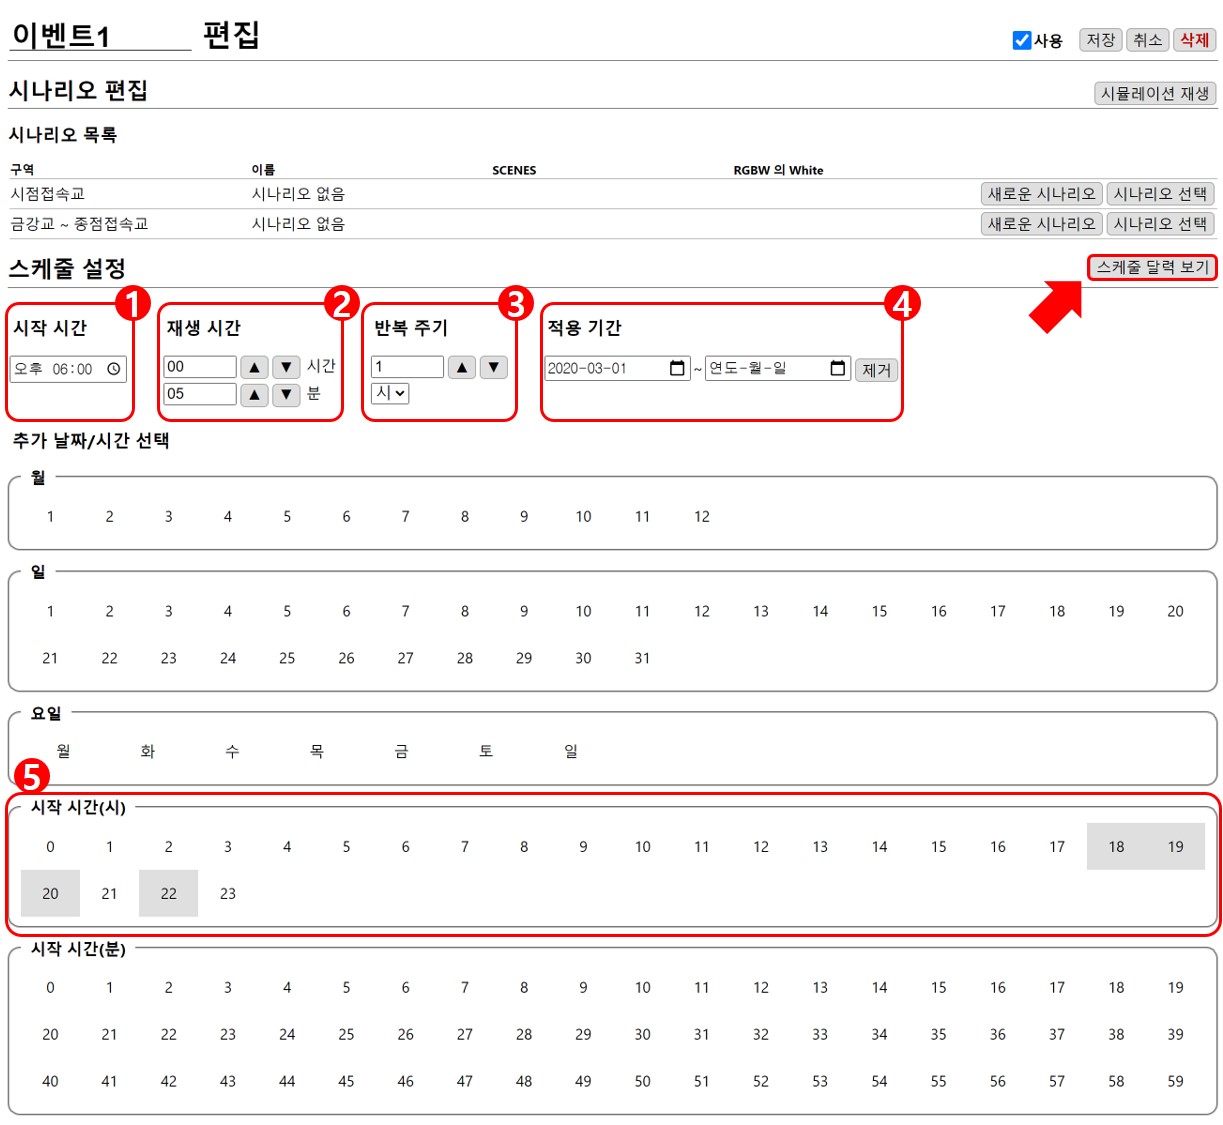 이벤트1 편집
사용 저장 취소 삭제
시나리오 편집
시뮬레이션 재생
시나리오 목록
구역 이름 SCENES RGBW 의 White
시점접속교 시나리오 없음 새로운 시나리오 시나리오 선택
금강교 ~ 종점접속교 시나리오 없음 새로운 시나리오 시나리오 선택
스케줄 설정
스케줄 달력 보기
1 2 3 4
시작 시간 재생 시간 반복 주기 적용 기간
오후 06:00 00 ▲ ▼ 시간 1 ▲ ▼ 2020-03-01 ~ 연도-월-일 제거
05 ▲ ▼ 분 시
추가 날짜/시간 선택
월
1 2 3 4 5 6 7 8 9 10 11 12
일
1 2 3 4 5 6 7 8 9 10 11 12 13 14 15 16 17 18 19 20
21 22 23 24 25 26 27 28 29 30 31
요일
월 화 수 목 금 토 일
5
시작 시간(시)
0 1 2 3 4 5 6 7 8 9 10 11 12 13 14 15 16 17 18 19
20 21 22 23
시작 시간(분)
0 1 2 3 4 5 6 7 8 9 10 11 12 13 14 15 16 17 18 19
20 21 22 23 24 25 26 27 28 29 30 31 32 33 34 35 36 37 38 39
40 41 42 43 44 45 46 47 48 49 50 51 52 53 54 55 56 57 58 59